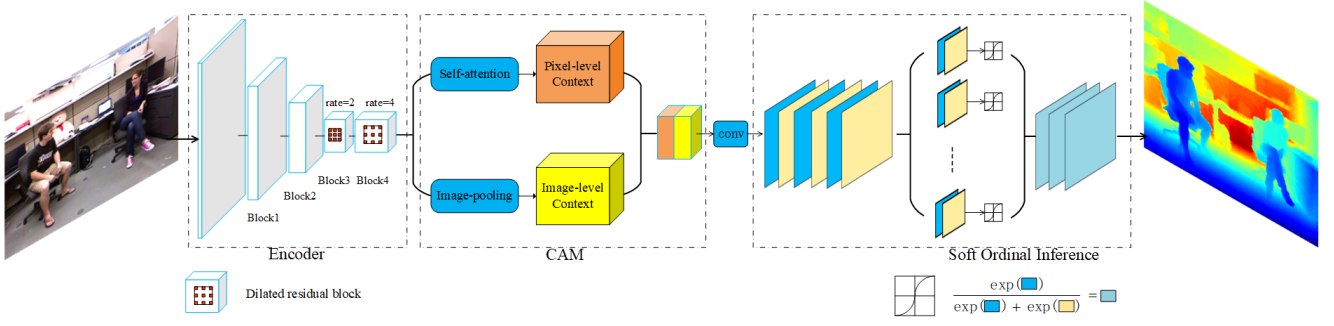 rate=2
rate=4
Block1
Block2
Block3
Block4
Encoder
Self-attention
Pixel-level
Context
Image-pooling
Image-level
Context
CAM
conv
Soft Ordinal Inference
Dilated residual block
exp( )
exp( ) + exp( )
=